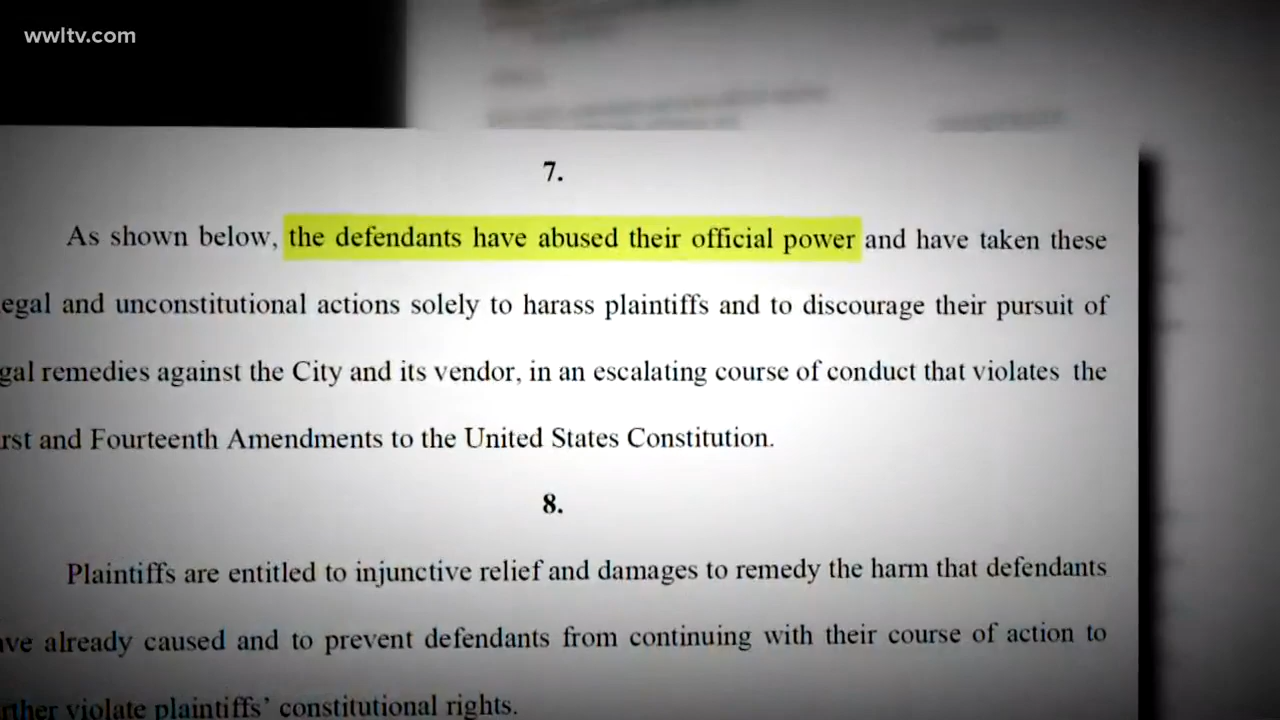 wwltv.com
7.
As shown below, the defendants have abused their official power and have taken these
egal and unconstitutional actions solely to harass plaintiffs and to discourage their pursuit of
gal remedies against the City and its vendor, in an escalating course of conduct that violates the
rst and Fourteenth Amendments to the United States Constitution.
8.
Plaintiffs are entitled to injunctive relief and damages to remedy the harm that defendants
ve already caused and to prevent defendants from continuing with their course of action to
rther violate plaintiffs' constitutional rights.